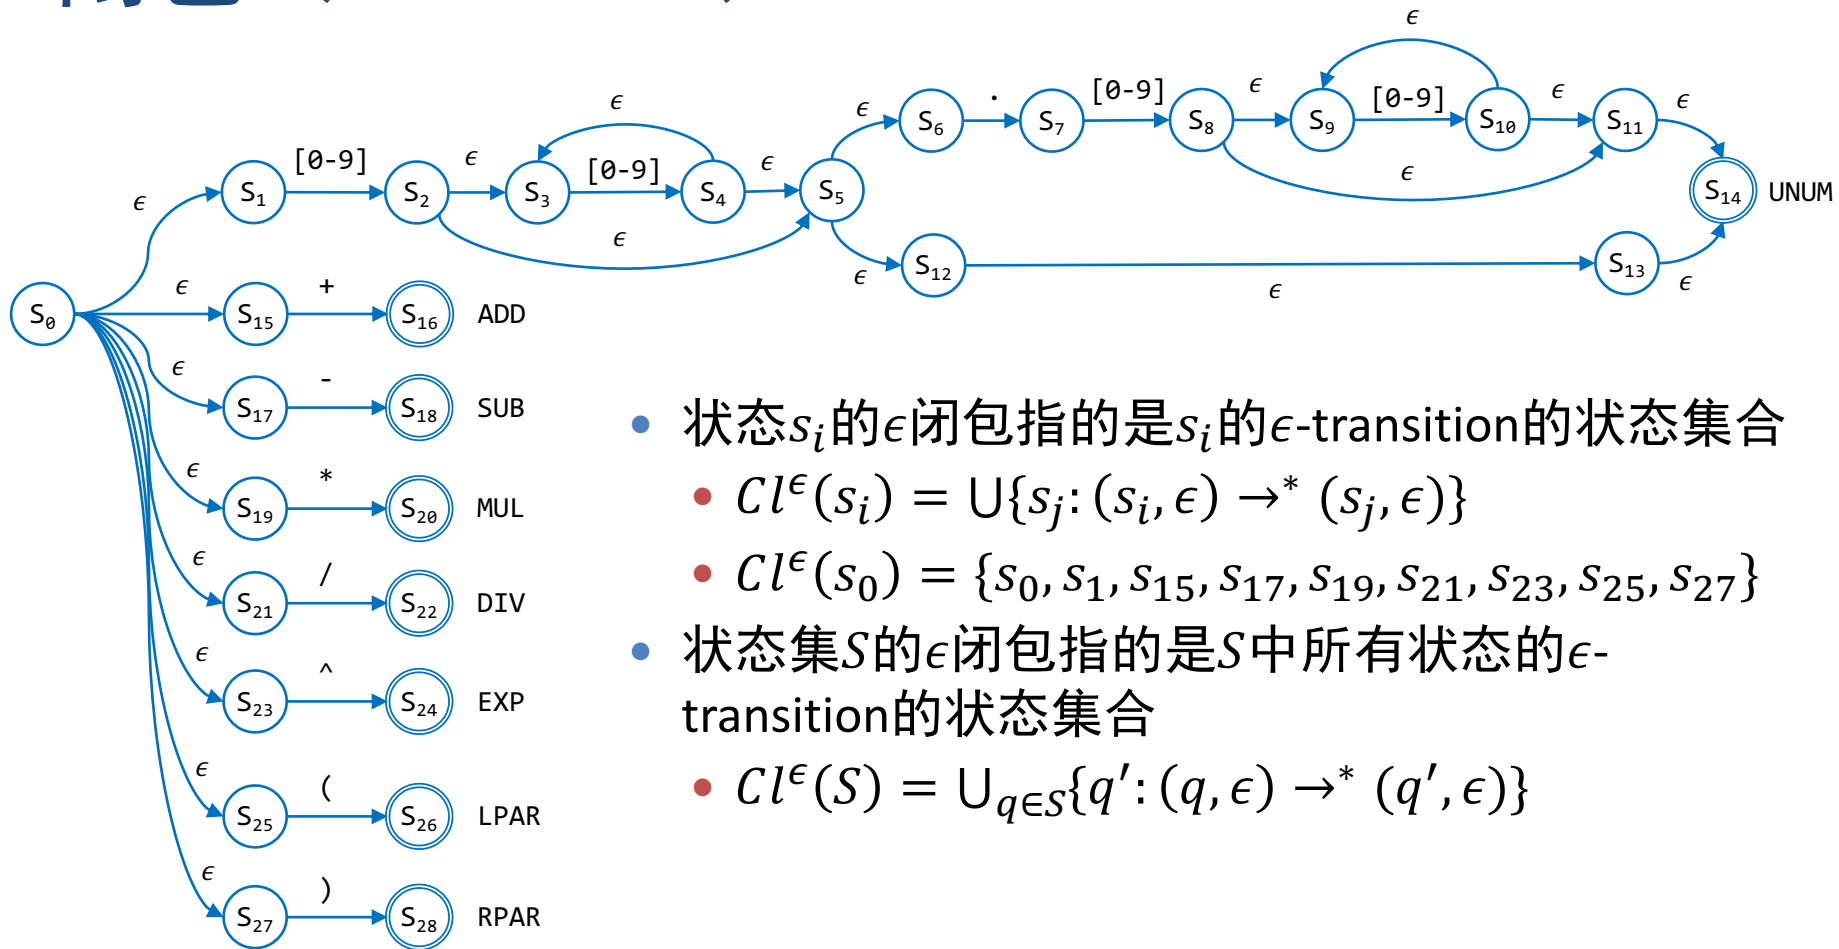 ϵ
ϵ [0-9] ϵ [0-9] ϵ
ϵ S₆ . S₇ [0-9] S₈ ϵ S₉ [0-9] S₁₀ ϵ S₁₁ ϵ
ϵ S₁ [0-9] S₂ ϵ S₃ [0-9] S₄ ϵ S₅ ϵ S₁₄ UNUM
ϵ
ϵ S₁₂ ϵ S₁₃ ϵ
S₀ ϵ S₁₅ + S₁₆ ADD
ϵ S₁₇ - S₁₈ SUB
ϵ S₁₉ * S₂₀ MUL
ϵ S₂₁ / S₂₂ DIV
ϵ S₂₃ ^ S₂₄ EXP
ϵ S₂₅ ( S₂₆ LPAR
ϵ S₂₇ ) S₂₈ RPAR
• 状态sᵢ的ϵ闭包指的是sᵢ的ϵ-transition的状态集合
• Cl^ϵ(sᵢ) = ∪{sⱼ: (sᵢ, ϵ) →* (sⱼ, ϵ)}
• Cl^ϵ(s₀) = {s₀, s₁, s₁₅, s₁₇, s₁₉, s₂₁, s₂₃, s₂₅, s₂₇}
• 状态集S的ϵ闭包指的是S中所有状态的ϵ-
transition的状态集合
• Cl^ϵ(S) = ∪_{q∈S}{q′: (q, ϵ) →* (q′, ϵ)}